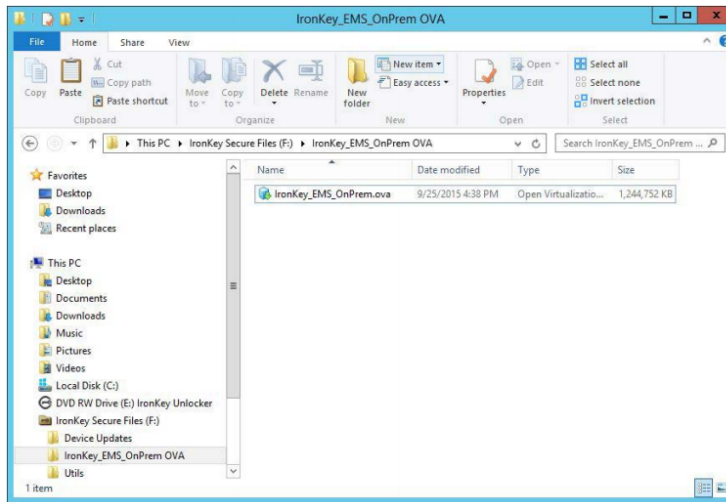 IronKey_EMS_OnPrem OVA
File Home Share View
Copy
Paste
Cut
Copy path
Paste shortcut
Clipboard
Move to
Copy to
Delete
Rename
Organize
New folder
New item
Easy access
New
Properties
Open
Edit
Open
Select all
Select none
Invert selection
Select
This PC IronKey Secure Files (F:) IronKey_EMS_OnPrem OVA
Search IronKey_EMS_OnPrem ...
Favorites
Desktop
Downloads
Recent places
This PC
Desktop
Documents
Downloads
Music
Pictures
Videos
Local Disk (C:)
DVD RW Drive (E:) IronKey Unlocker
IronKey Secure Files (F:)
Device Updates
IronKey_EMS_OnPrem OVA
Utils
Name Date modified Type Size
IronKey_EMS_OnPrem.ova 9/25/2015 4:38 PM Open Virtualizatio... 1,244,752 KB
1 item